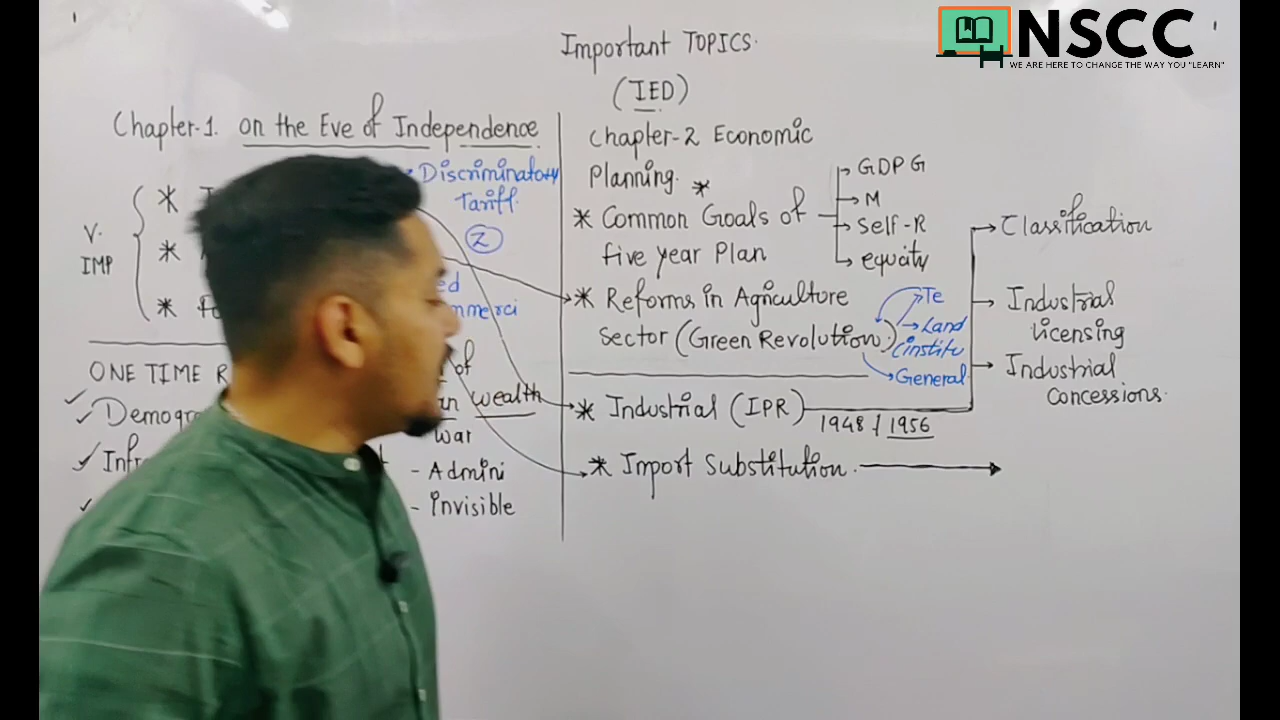 NSCC
WE ARE HERE TO CHANGE THE WAY YOU "LEARN"
Important TOPICS.
(IED)
Chapter-1. on the Eve of Independence
V.
IMP
Discriminatory
Tariff.
2
ed
mmerci
ONE TIME R
of
Demogra
in wealth
war
Infr
- Admini
- invisible
Chapter-2 Economic
Planning.
* Common Goals of
five year Plan
GDP G
M
Self-R
equity
* Reforms in Agriculture
Sector (Green Revolution)
Te
Land
(institu
General
* Industrial (IPR)
1948 / 1956
Classification
Industrial
licensing
Industrial
concessions.
* Import Substitution.